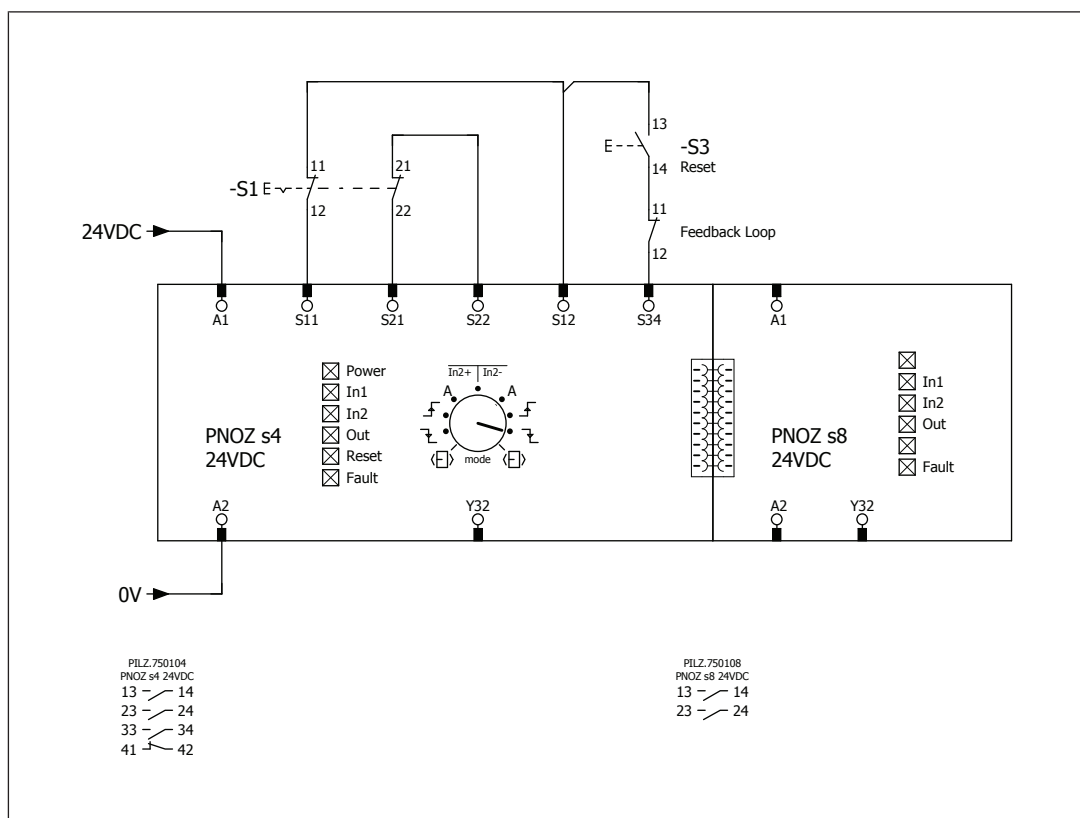 13
-S3
E
14 Reset
11 21
-S1 E
12 22
11
Feedback Loop
12
24VDC
A1 S11 S21 S22 S12 S34 A1
In2+ In2-
A A
Power
In1
In2
Out
Reset
Fault
mode
PNOZ s4
24VDC
In1
In2
Out
Fault
PNOZ s8
24VDC
A2 Y32 A2 Y32
0V
PILZ.750104
PNOZ s4 24VDC
13 14
23 24
33 34
41 42
PILZ.750108
PNOZ s8 24VDC
13 14
23 24